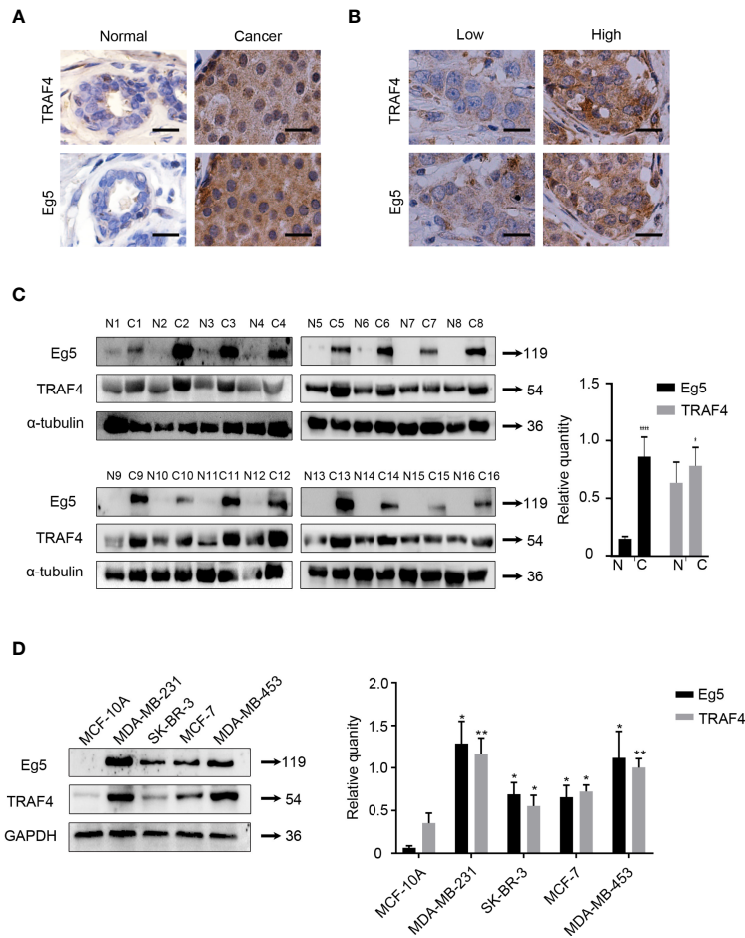 A
Normal Cancer
TRAF4
Eg5
B
Low High
TRAF4
Eg5
C
N1 C1 N2 C2 N3 C3 N4 C4
N5 C5 N6 C6 N7 C7 N8 C8
Eg5 119
TRAF4 54
α-tubulin 36
N9 C9 N10 C10 N11 C11 N12 C12
N13 C13 N14 C14 N15 C15 N16 C16
Eg5 119
TRAF4 54
α-tubulin 36
Relative quantity
1.5
1.0
0.5
0
N C N C
Eg5
TRAF4
D
MCF-10A MDA-MB-231 SK-BR-3 MCF-7 MDA-MB-453
Eg5 119
TRAF4 54
GAPDH 36
Relative quanity
2.0
1.5
1.0
0.5
0
* ** * * * * * **
MCF-10A MDA-MB-231 SK-BR-3 MCF-7 MDA-MB-453
Eg5
TRAF4